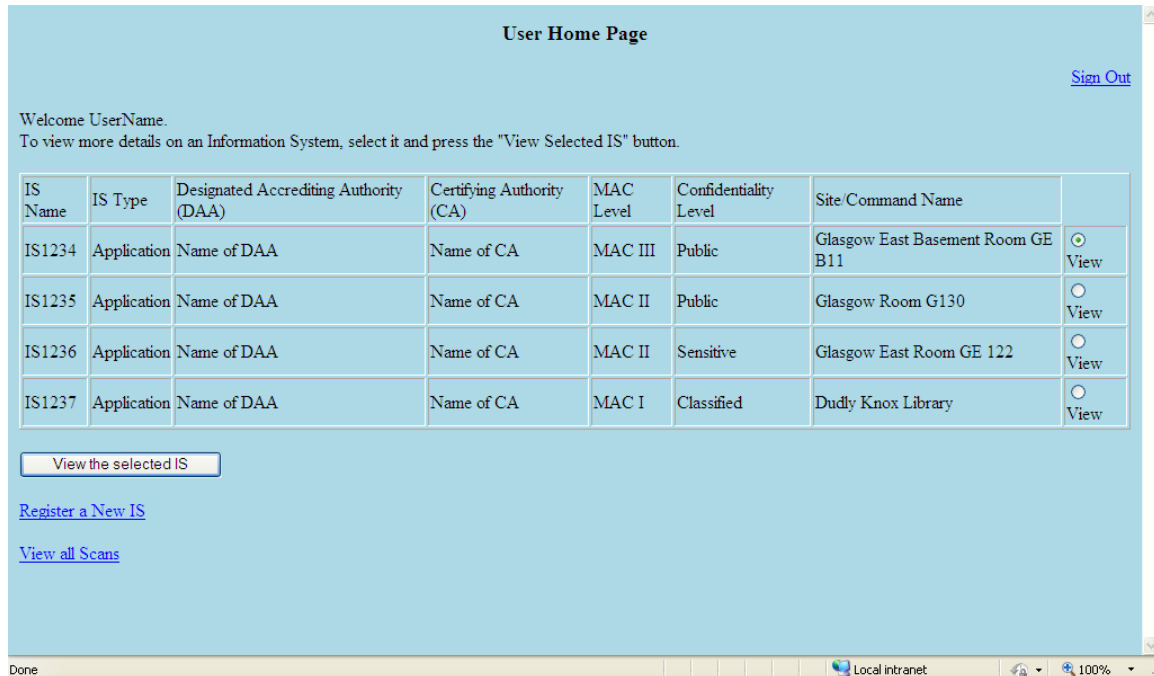 User Home Page
Sign Out
Welcome UserName.
To view more details on an Information System, select it and press the "View Selected IS" button.
IS Name IS Type Designated Accrediting Authority (DAA) Certifying Authority (CA) MAC Level Confidentiality Level Site/Command Name
IS1234 Application Name of DAA Name of CA MAC III Public Glasgow East Basement Room GE B11 View
IS1235 Application Name of DAA Name of CA MAC II Public Glasgow Room G130 View
IS1236 Application Name of DAA Name of CA MAC II Sensitive Glasgow East Room GE 122 View
IS1237 Application Name of DAA Name of CA MAC I Classified Dudly Knox Library View
View the selected IS
Register a New IS
View all Scans
Done Local intranet 100%